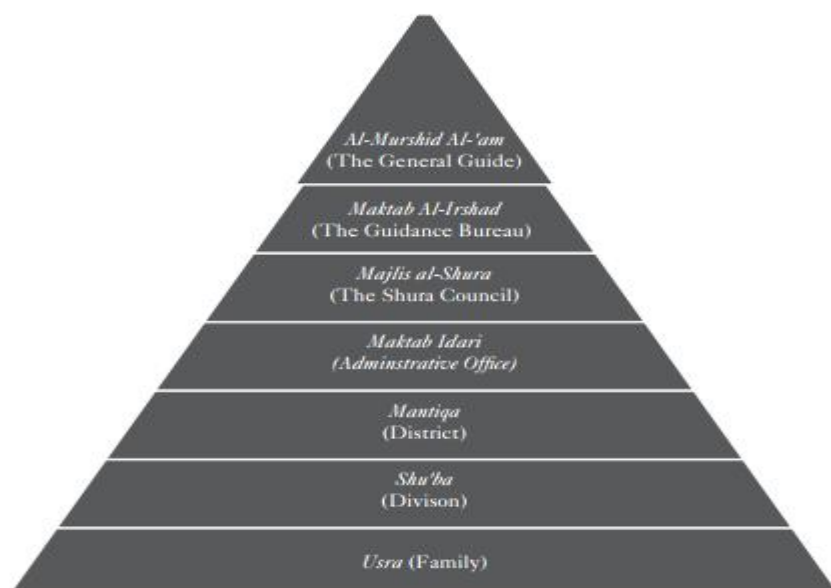 Al-Murshid Al-'am
(The General Guide)
Maktab Al-Irshad
(The Guidance Bureau)
Majlis al-Shura
(The Shura Council)
Maktab Idari
(Adminstrative Office)
Mantiqa
(District)
Shu'ba
(Divison)
Usra (Family)